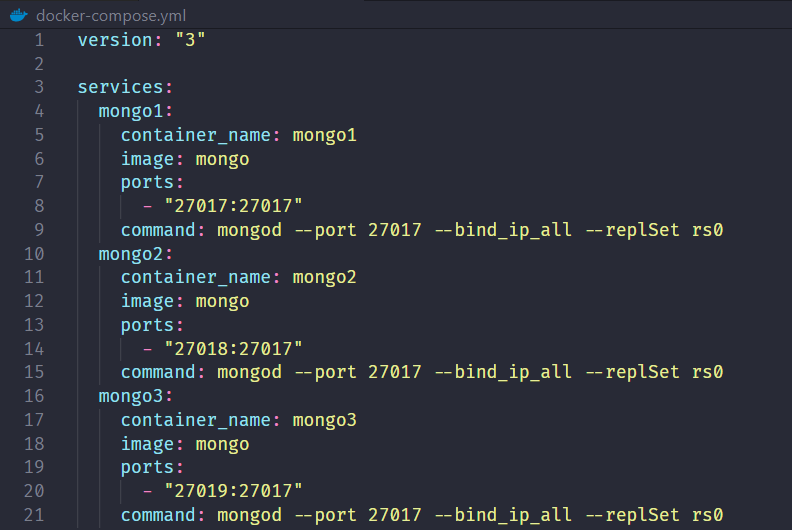 docker-compose.yml
1 version: "3"
2
3 services:
4   mongo1:
5     container_name: mongo1
6     image: mongo
7     ports:
8       - "27017:27017"
9     command: mongod --port 27017 --bind_ip_all --replSet rs0
10   mongo2:
11     container_name: mongo2
12     image: mongo
13     ports:
14       - "27018:27017"
15     command: mongod --port 27017 --bind_ip_all --replSet rs0
16   mongo3:
17     container_name: mongo3
18     image: mongo
19     ports:
20       - "27019:27017"
21     command: mongod --port 27017 --bind_ip_all --replSet rs0